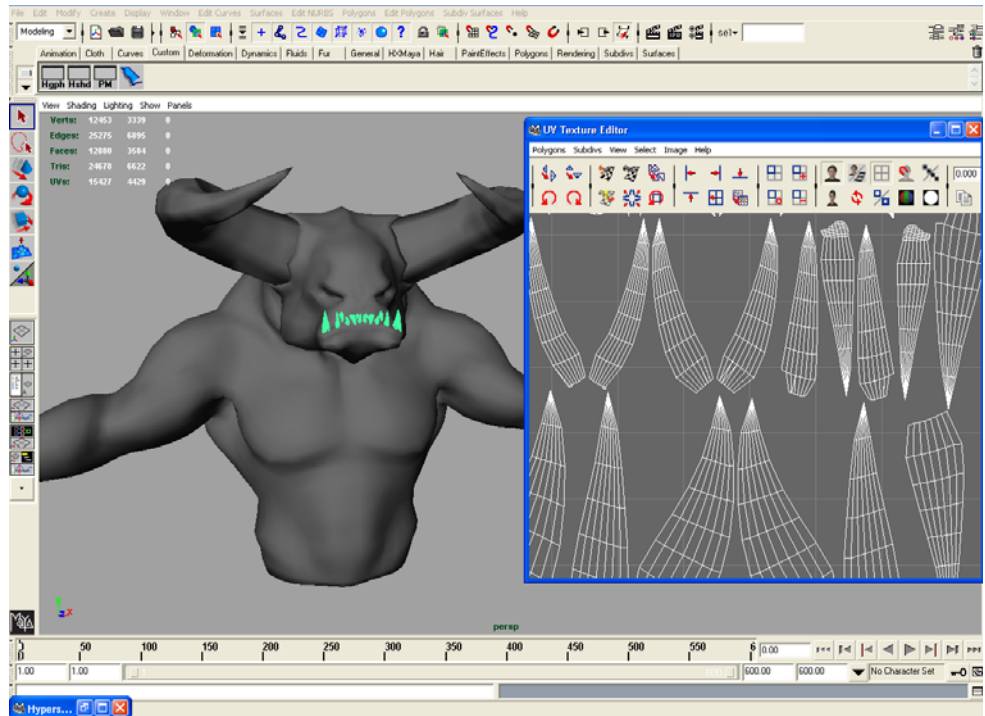 File Edit Modify Create Display Window Edit Curves Surfaces Edit NURBS Polygons Edit Polygons Subdiv Surfaces Help
Modeling sel-
Animation Cloth Curves Custom Deformation Dynamics Fluids Fur General HXMaya Hair PaintEffects Polygons Rendering Subdivs Surfaces
Hgph Hshd PM
View Shading Lighting Show Panels
Verts: 12453 3339 0
Edges: 25275 6895 0
Faces: 12880 3584 0
Tris: 24670 6622 0
UVs: 15427 4429 0
UV Texture Editor
Polygons Subdivs View Select Image Help
0.000
y
x
persp
MAYA
0 50 100 150 200 250 300 350 400 450 500 550 6 0.00
1.00 1.00 600.00 600.00 No Character Set
Hypers...